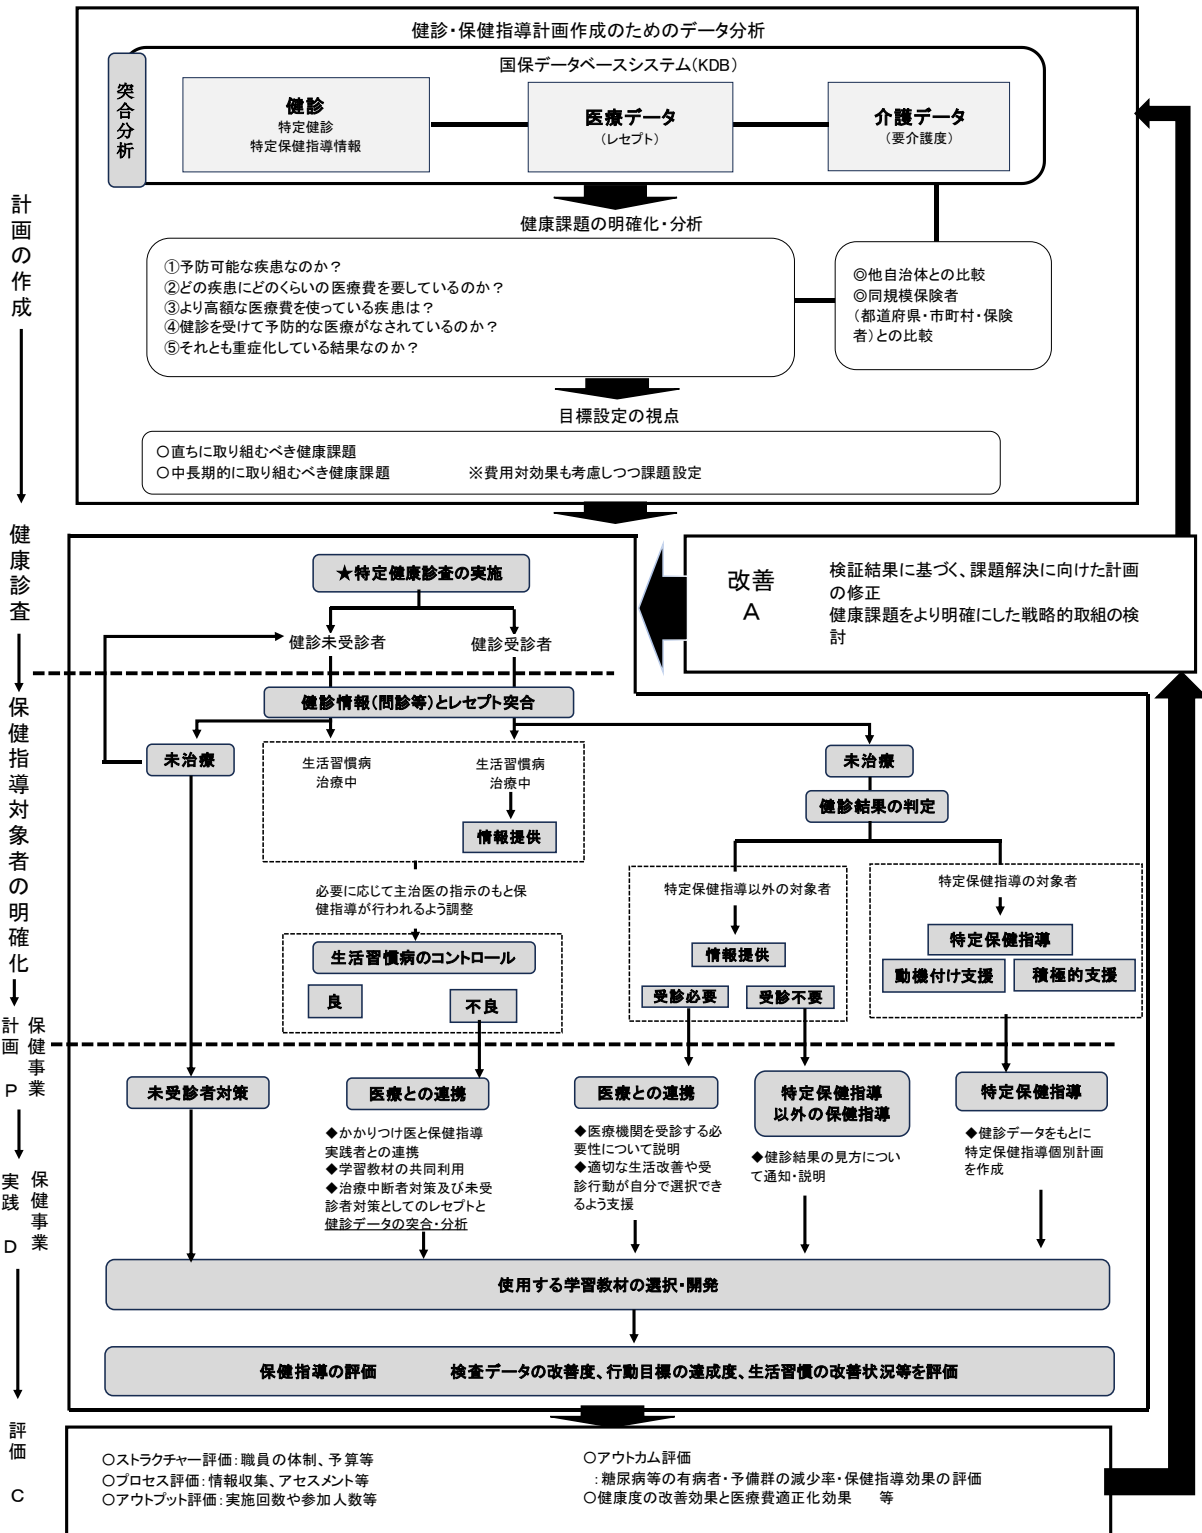 健診・保健指導計画作成のためのデータ分析
国保データベースシステム(KDB)
突合分析
健診
特定健診
特定保健指導情報
医療データ
(レセプト)
介護データ
(要介護度)
健康課題の明確化・分析
①予防可能な疾患なのか?
②どの疾患にどのくらいの医療費を要しているのか?
③より高額な医療費を使っている疾患は?
④健診を受けて予防的な医療がなされているのか?
⑤それとも重症化している結果なのか?
◎他自治体との比較
◎同規模保険者
(都道府県・市町村・保険
者)との比較
目標設定の視点
○直ちに取り組むべき健康課題
○中長期的に取り組むべき健康課題 ※費用対効果も考慮しつつ課題設定
計画の作成
健康診査
保健指導対象者の明確化
保健事業
計画 P
保健事業
実践 D
評価 C
改善
A
検証結果に基づく、課題解決に向けた計画
の修正
健康課題をより明確にした戦略的取組の検
討
★特定健康診査の実施
健診未受診者
健診受診者
健診情報(問診等)とレセプト突合
未治療
生活習慣病
治療中
生活習慣病
治療中
情報提供
未治療
健診結果の判定
必要に応じて主治医の指示のもと保
健指導が行われるよう調整
生活習慣病のコントロール
良
不良
特定保健指導以外の対象者
情報提供
受診必要
受診不要
特定保健指導の対象者
特定保健指導
動機付け支援
積極的支援
未受診者対策
医療との連携
◆かかりつけ医と保健指導
実践者との連携
◆学習教材の共同利用
◆治療中断者対策及び未受
診者対策としてのレセプトと
健診データの突合・分析
医療との連携
◆医療機関を受診する必
要性について説明
◆適切な生活改善や受
診行動が自分で選択でき
るよう支援
特定保健指導
以外の保健指導
◆健診結果の見方につい
て通知・説明
特定保健指導
◆健診データをもとに
特定保健指導個別計画
を作成
使用する学習教材の選択・開発
保健指導の評価 検査データの改善度、行動目標の達成度、生活習慣の改善状況等を評価
○ストラクチャー評価:職員の体制、予算等
○プロセス評価:情報収集、アセスメント等
○アウトプット評価:実施回数や参加人数等
○アウトカム評価
:糖尿病等の有病者・予備群の減少率・保健指導効果の評価
○健康度の改善効果と医療費適正化効果 等